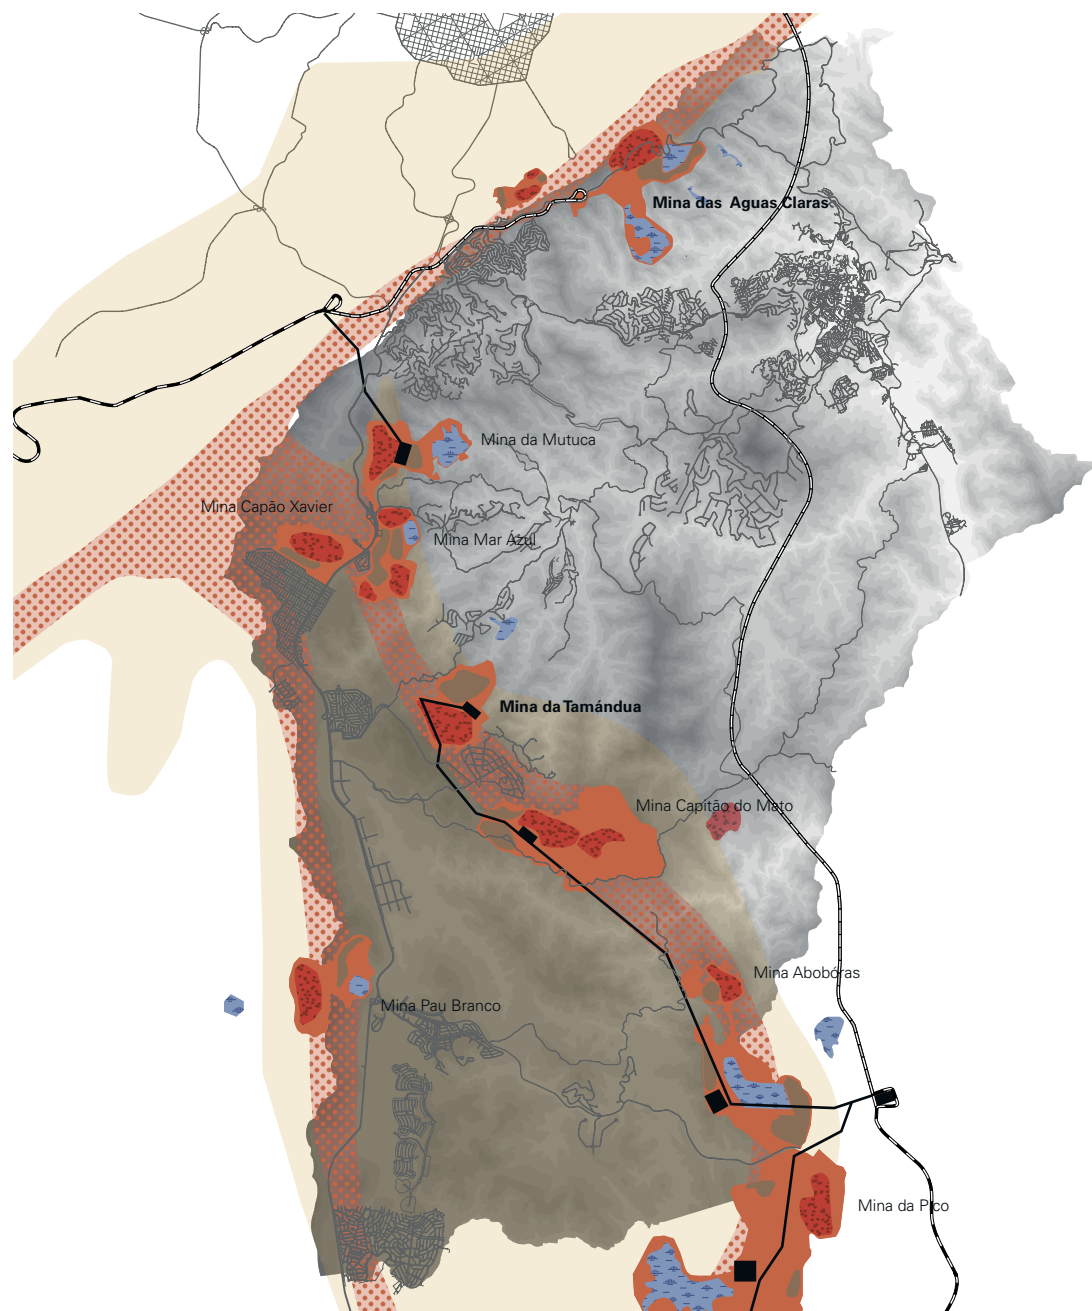 Mina das Aguas Claras
Mina da Mutuca
Mina Capão Xavier
Mina Mar Azul
Mina da Tamándua
Mina Capitão do Mato
Mina Abobóras
Mina Pau Branco
Mina da Pico